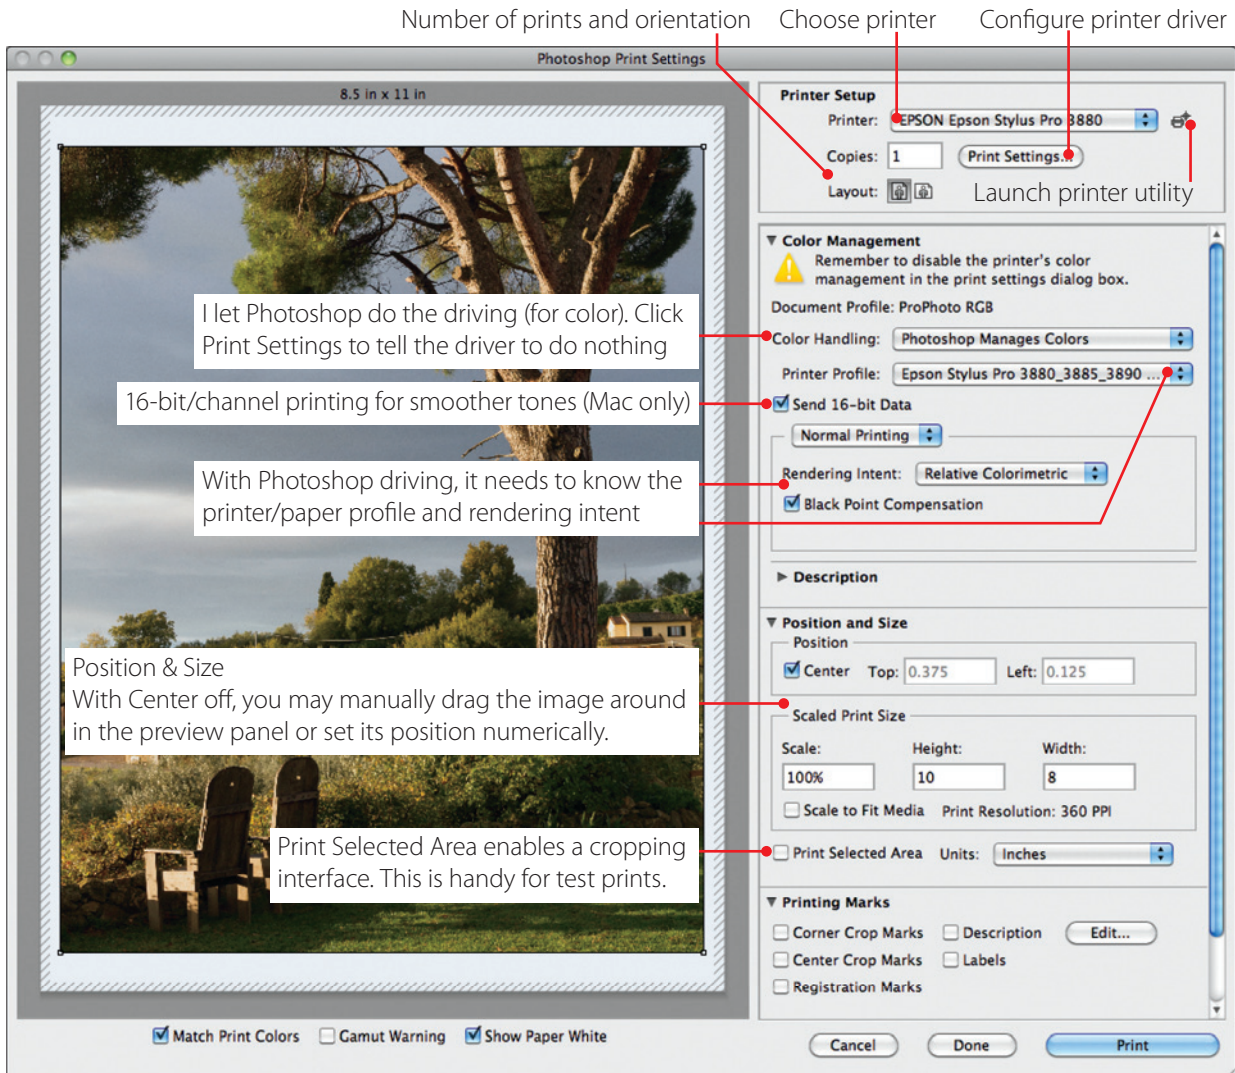 Number of prints and orientation
Choose printer
Configure printer driver
Photoshop Print Settings
8.5 in x 11 in
Printer Setup
Printer: EPSON Epson Stylus Pro 3880
Copies: 1 Print Settings...
Layout:
Launch printer utility
Color Management
Remember to disable the printer's color
management in the print settings dialog box.
Document Profile: ProPhoto RGB
I let Photoshop do the driving (for color). Click
Print Settings to tell the driver to do nothing
Color Handling: Photoshop Manages Colors
Printer Profile: Epson Stylus Pro 3880_3885_3890 ...
16-bit/channel printing for smoother tones (Mac only)
Send 16-bit Data
Normal Printing
With Photoshop driving, it needs to know the
printer/paper profile and rendering intent
Rendering Intent: Relative Colorimetric
Black Point Compensation
Description
Position and Size
Position
Center Top: 0.375 Left: 0.125
Position & Size
With Center off, you may manually drag the image around
in the preview panel or set its position numerically.
Scaled Print Size
Scale: Height: Width:
100% 10 8
Scale to Fit Media Print Resolution: 360 PPI
Print Selected Area enables a cropping
interface. This is handy for test prints.
Print Selected Area Units: Inches
Printing Marks
Corner Crop Marks Description Edit...
Center Crop Marks Labels
Registration Marks
Match Print Colors Gamut Warning Show Paper White
Cancel Done Print